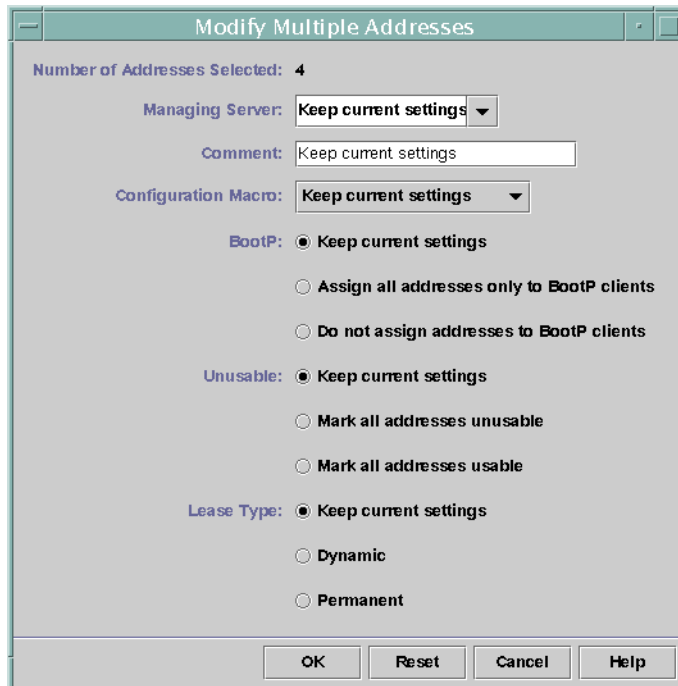 Modify Multiple Addresses
Number of Addresses Selected: 4
Managing Server: Keep current settings
Comment: Keep current settings
Configuration Macro: Keep current settings
BootP: Keep current settings
Assign all addresses only to BootP clients
Do not assign addresses to BootP clients
Unusable: Keep current settings
Mark all addresses unusable
Mark all addresses usable
Lease Type: Keep current settings
Dynamic
Permanent
OK Reset Cancel Help